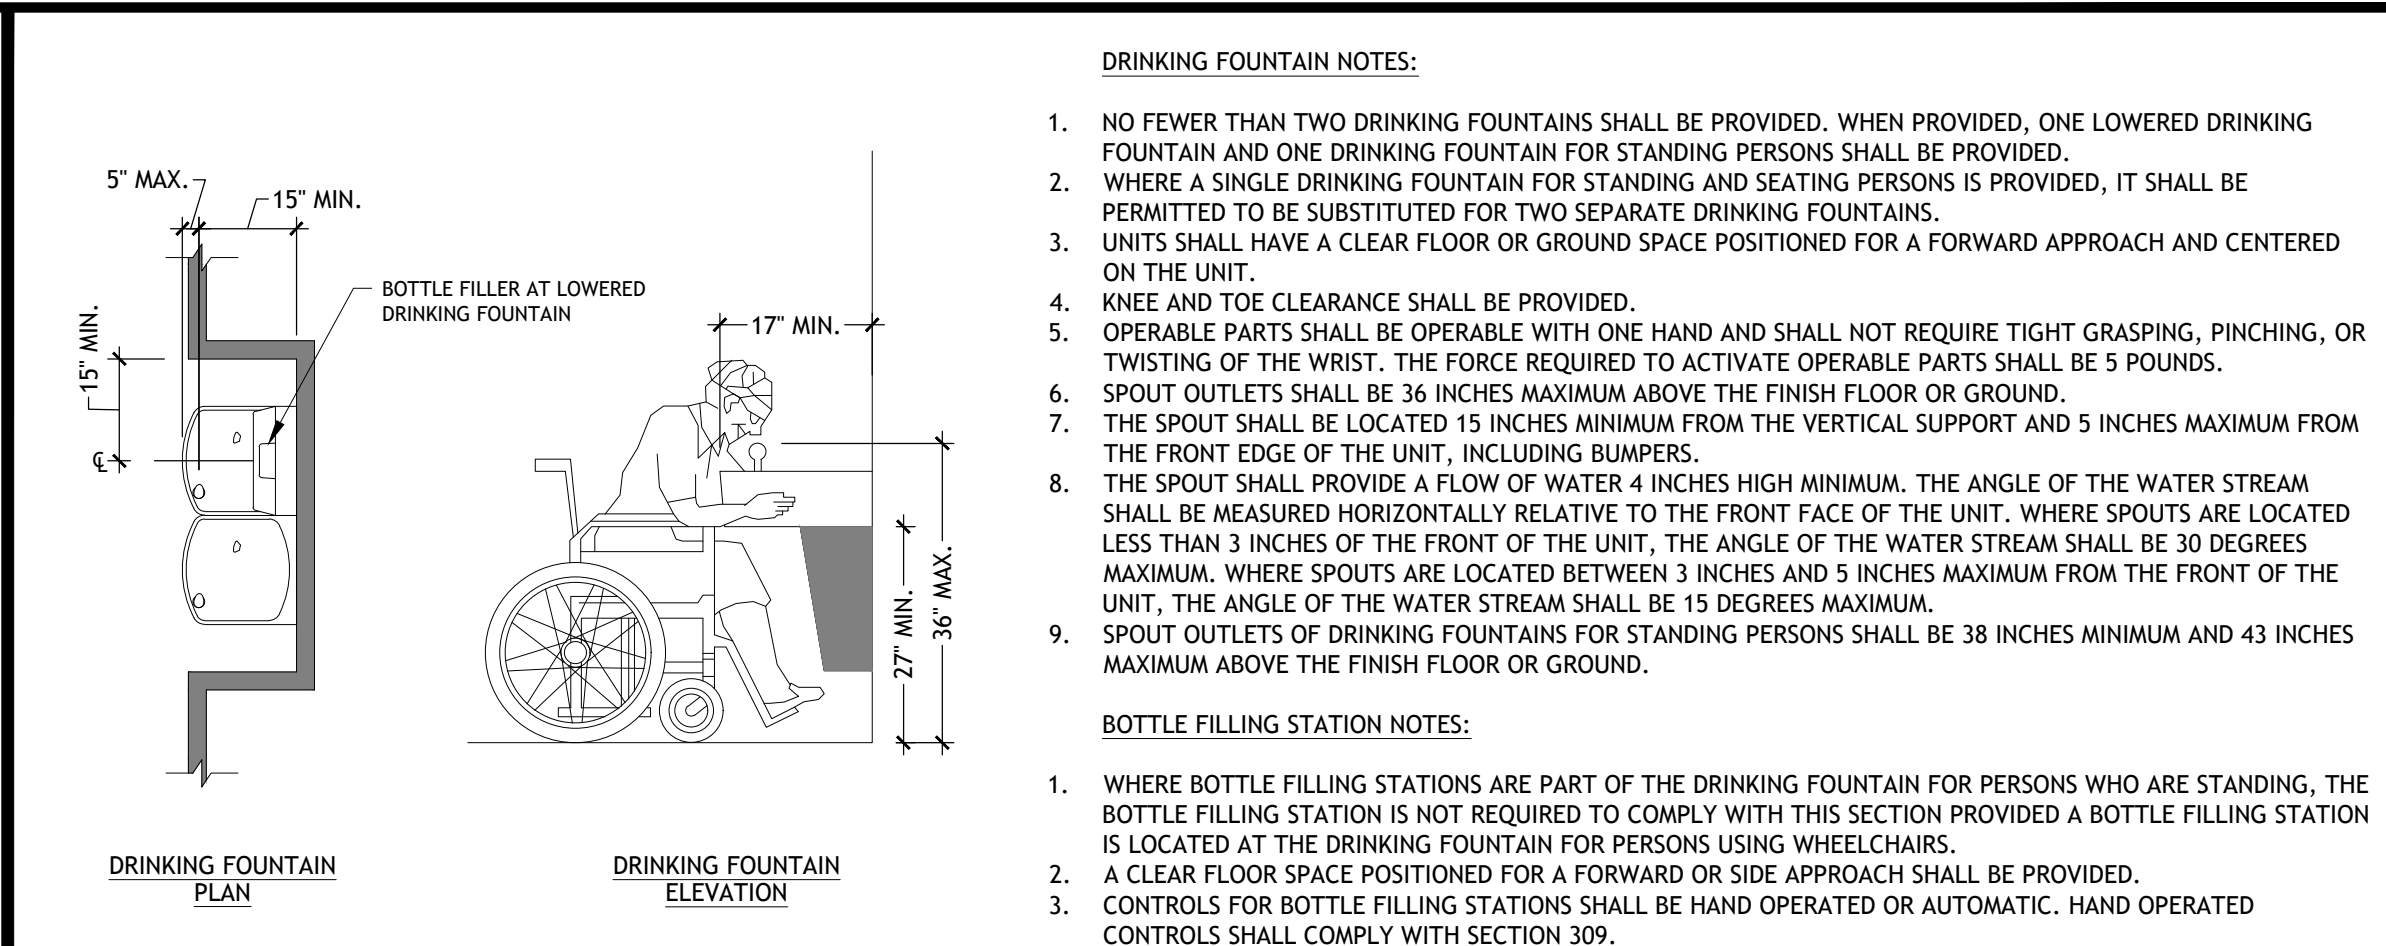 5" MAX.
15" MIN.
BOTTLE FILLER AT LOWERED
DRINKING FOUNTAIN
15" MIN.
℄
17" MIN.
27" MIN.
36" MAX.
DRINKING FOUNTAIN
PLAN
DRINKING FOUNTAIN
ELEVATION
DRINKING FOUNTAIN NOTES:
1. NO FEWER THAN TWO DRINKING FOUNTAINS SHALL BE PROVIDED. WHEN PROVIDED, ONE LOWERED DRINKING
FOUNTAIN AND ONE DRINKING FOUNTAIN FOR STANDING PERSONS SHALL BE PROVIDED.
2. WHERE A SINGLE DRINKING FOUNTAIN FOR STANDING AND SEATING PERSONS IS PROVIDED, IT SHALL BE
PERMITTED TO BE SUBSTITUTED FOR TWO SEPARATE DRINKING FOUNTAINS.
3. UNITS SHALL HAVE A CLEAR FLOOR OR GROUND SPACE POSITIONED FOR A FORWARD APPROACH AND CENTERED
ON THE UNIT.
4. KNEE AND TOE CLEARANCE SHALL BE PROVIDED.
5. OPERABLE PARTS SHALL BE OPERABLE WITH ONE HAND AND SHALL NOT REQUIRE TIGHT GRASPING, PINCHING, OR
TWISTING OF THE WRIST. THE FORCE REQUIRED TO ACTIVATE OPERABLE PARTS SHALL BE 5 POUNDS.
6. SPOUT OUTLETS SHALL BE 36 INCHES MAXIMUM ABOVE THE FINISH FLOOR OR GROUND.
7. THE SPOUT SHALL BE LOCATED 15 INCHES MINIMUM FROM THE VERTICAL SUPPORT AND 5 INCHES MAXIMUM FROM
THE FRONT EDGE OF THE UNIT, INCLUDING BUMPERS.
8. THE SPOUT SHALL PROVIDE A FLOW OF WATER 4 INCHES HIGH MINIMUM. THE ANGLE OF THE WATER STREAM
SHALL BE MEASURED HORIZONTALLY RELATIVE TO THE FRONT FACE OF THE UNIT. WHERE SPOUTS ARE LOCATED
LESS THAN 3 INCHES OF THE FRONT OF THE UNIT, THE ANGLE OF THE WATER STREAM SHALL BE 30 DEGREES
MAXIMUM. WHERE SPOUTS ARE LOCATED BETWEEN 3 INCHES AND 5 INCHES MAXIMUM FROM THE FRONT OF THE
UNIT, THE ANGLE OF THE WATER STREAM SHALL BE 15 DEGREES MAXIMUM.
9. SPOUT OUTLETS OF DRINKING FOUNTAINS FOR STANDING PERSONS SHALL BE 38 INCHES MINIMUM AND 43 INCHES
MAXIMUM ABOVE THE FINISH FLOOR OR GROUND.
BOTTLE FILLING STATION NOTES:
1. WHERE BOTTLE FILLING STATIONS ARE PART OF THE DRINKING FOUNTAIN FOR PERSONS WHO ARE STANDING, THE
BOTTLE FILLING STATION IS NOT REQUIRED TO COMPLY WITH THIS SECTION PROVIDED A BOTTLE FILLING STATION
IS LOCATED AT THE DRINKING FOUNTAIN FOR PERSONS USING WHEELCHAIRS.
2. A CLEAR FLOOR SPACE POSITIONED FOR A FORWARD OR SIDE APPROACH SHALL BE PROVIDED.
3. CONTROLS FOR BOTTLE FILLING STATIONS SHALL BE HAND OPERATED OR AUTOMATIC. HAND OPERATED
CONTROLS SHALL COMPLY WITH SECTION 309.